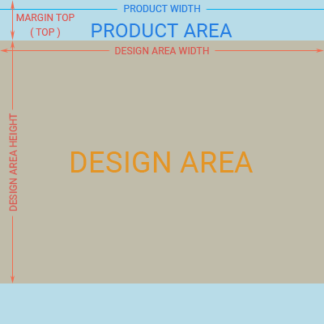 PRODUCT WIDTH
MARGIN TOP
( TOP )
PRODUCT AREA
DESIGN AREA WIDTH
DESIGN AREA HEIGHT
DESIGN AREA